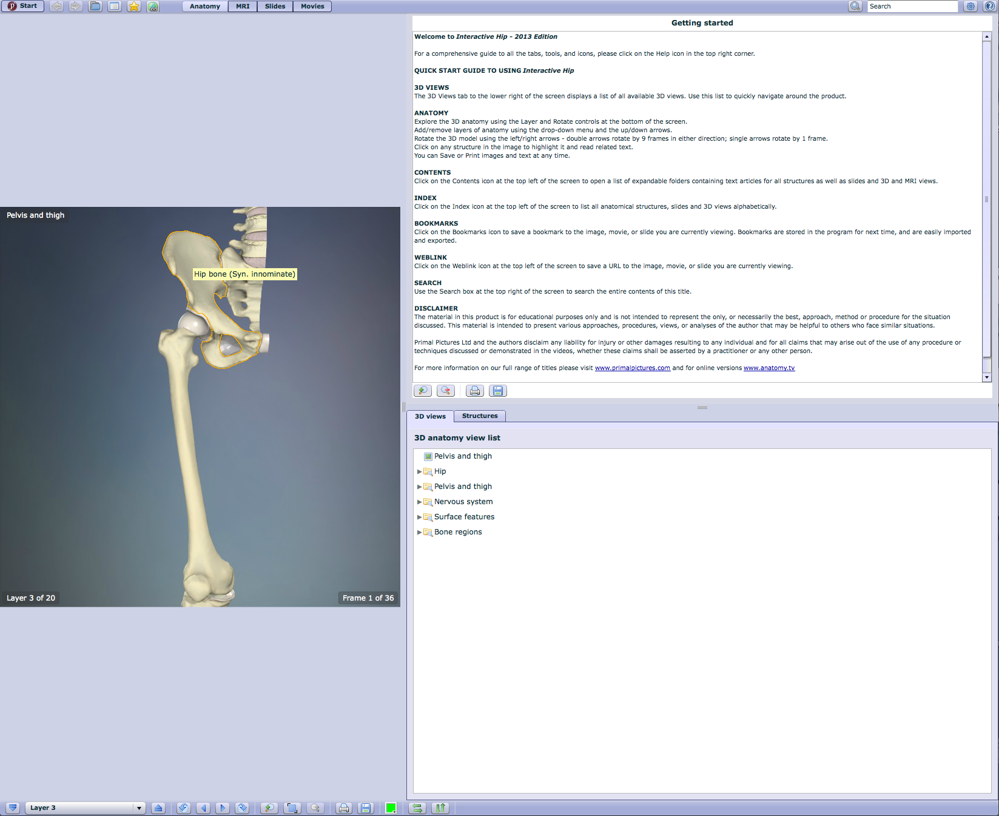 Start
Anatomy MRI Slides Movies
Search
Getting started
Welcome to Interactive Hip - 2013 Edition
For a comprehensive guide to all the tabs, tools, and icons, please click on the Help icon in the top right corner.
QUICK START GUIDE TO USING Interactive Hip
3D VIEWS
The 3D Views tab to the lower right of the screen displays a list of all available 3D views. Use this list to quickly navigate around the product.
ANATOMY
Explore the 3D anatomy using the Layer and Rotate controls at the bottom of the screen.
Add/remove layers of anatomy using the drop-down menu and the up/down arrows.
Rotate the 3D model using the left/right arrows - double arrows rotate by 9 frames in either direction; single arrows rotate by 1 frame.
Click on any structure in the image to highlight it and read related text.
You can Save or Print images and text at any time.
CONTENTS
Click on the Contents icon at the top left of the screen to open a list of expandable folders containing text articles for all structures as well as slides and 3D and MRI views.
INDEX
Click on the Index icon at the top left of the screen to list all anatomical structures, slides and 3D views alphabetically.
BOOKMARKS
Click on the Bookmarks icon to save a bookmark to the image, movie, or slide you are currently viewing. Bookmarks are stored in the program for next time, and are easily imported
and exported.
WEBLINK
Click on the Weblink icon at the top left of the screen to save a URL to the image, movie, or slide you are currently viewing.
SEARCH
Use the Search box at the top right of the screen to search the entire contents of this title.
DISCLAIMER
The material in this product is for educational purposes only and is not intended to represent the only, or necessarily the best, approach, method or procedure for the situation
discussed. This material is intended to present various approaches, procedures, views, or analyses of the author that may be helpful to others who face similar situations.
Primal Pictures Ltd and the authors disclaim any liability for injury or other damages resulting to any individual and for all claims that may arise out of the use of any procedure or
techniques discussed or demonstrated in the videos, whether these claims shall be asserted by a practitioner or any other person.
For more information on our full range of titles please visit www.primalpictures.com and for online versions www.anatomy.tv
Pelvis and thigh
Hip bone (Syn. innominate)
Layer 3 of 20
Frame 1 of 36
3D views Structures
3D anatomy view list
Pelvis and thigh
Hip
Pelvis and thigh
Nervous system
Surface features
Bone regions
Layer 3